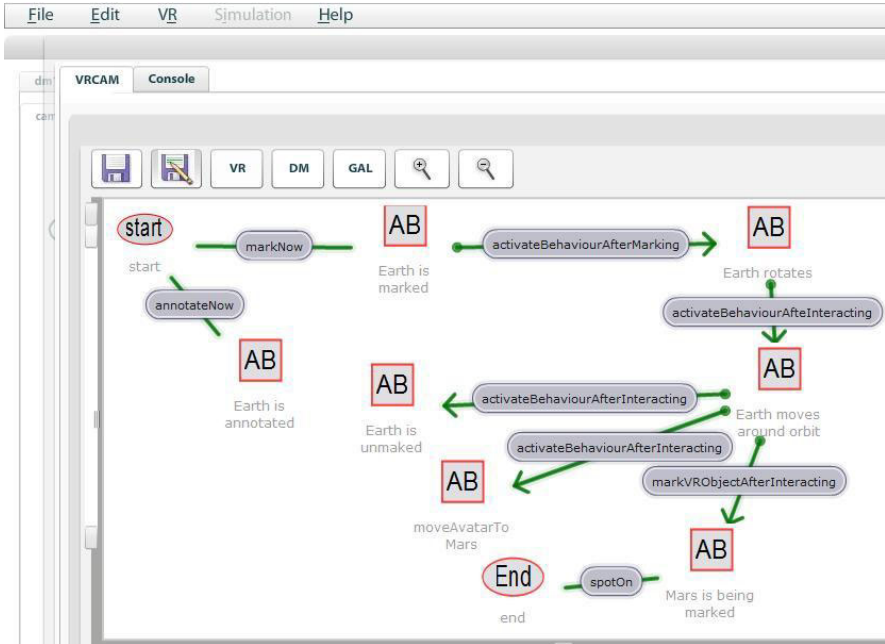 File Edit VR Simulation Help
dm
VRCAM Console
cam
VR DM GAL
start
AB
AB
markNow
activateBehaviourAfterMarking
start
Earth is
marked
Earth rotates
annotateNow
activateBehaviourAfteInteracting
AB
AB
AB
Earth is
annotated
activateBehaviourAfterInteracting
Earth moves
around orbit
Earth is
unmaked
activateBehaviourAfterInteracting
AB
markVRObjectAfterInteracting
moveAvatarTo
Mars
AB
End
spotOn
Mars is being
marked
end